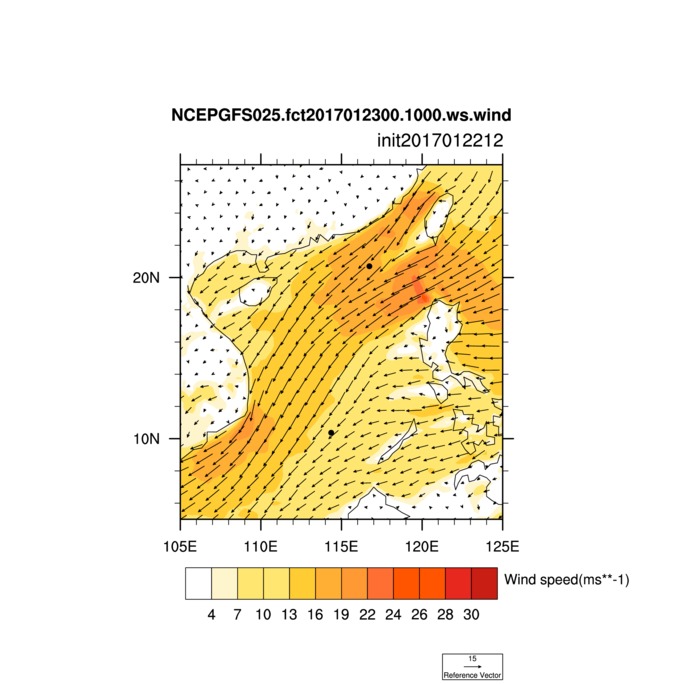 NCEPGFS025.fct2017012300.1000.ws.wind
init2017012212
20N
10N
105E 110E 115E 120E 125E
Wind speed(ms**-1)
4 7 10 13 16 19 22 24 26 28 30
15
Reference Vector